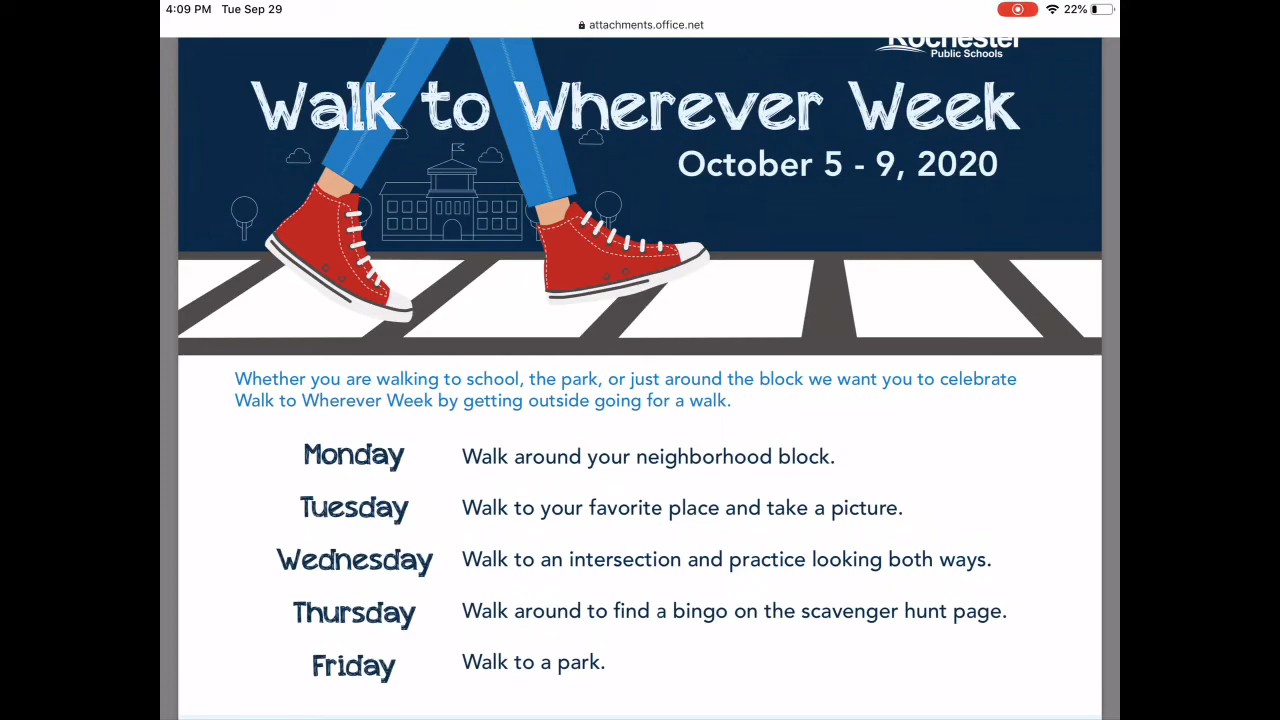 4:09 PM Tue Sep 29
22%
attachments.office.net
Rochester
Public Schools
Walk to Wherever Week
October 5 - 9, 2020
Whether you are walking to school, the park, or just around the block we want you to celebrate
Walk to Wherever Week by getting outside going for a walk.
Monday Walk around your neighborhood block.
Tuesday Walk to your favorite place and take a picture.
Wednesday Walk to an intersection and practice looking both ways.
Thursday Walk around to find a bingo on the scavenger hunt page.
Friday Walk to a park.